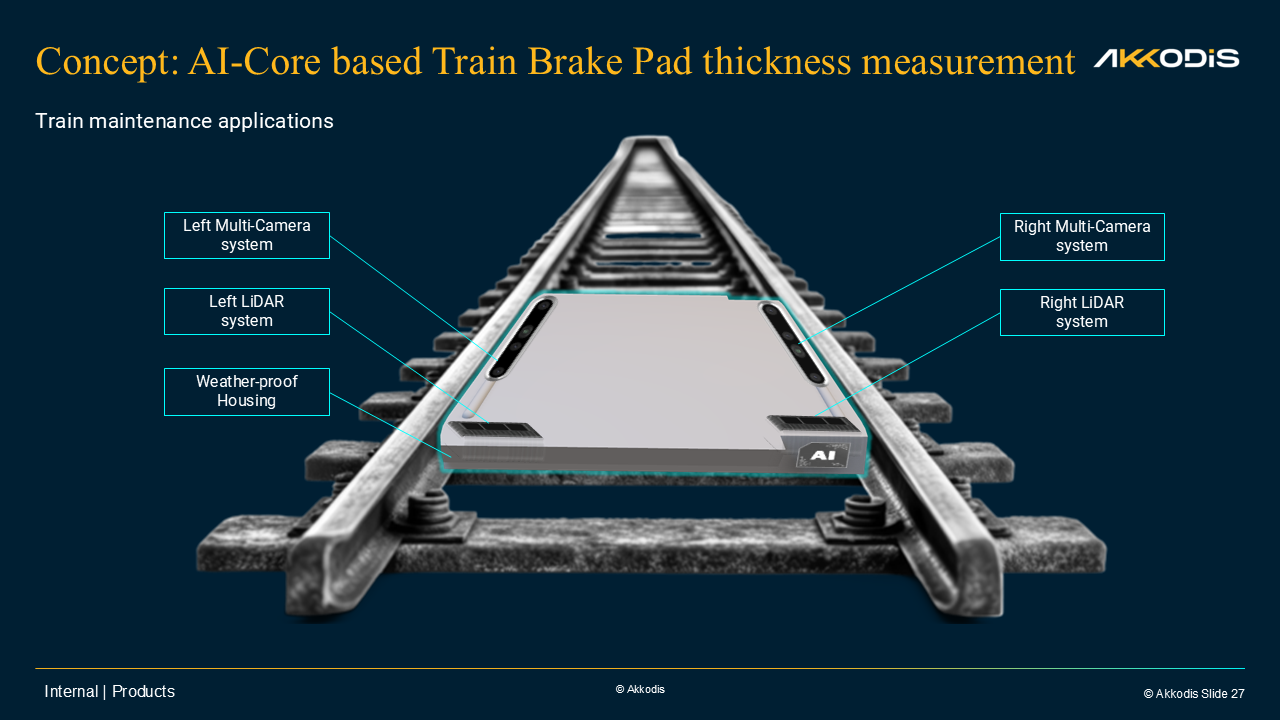 Concept: AI-Core based Train Brake Pad thickness measurement
AKKODIS
Train maintenance applications
Left Multi-Camera
system
Right Multi-Camera
system
Left LiDAR
system
Right LiDAR
system
Weather-proof
Housing
AI
Internal | Products
© Akkodis
© Akkodis Slide 27